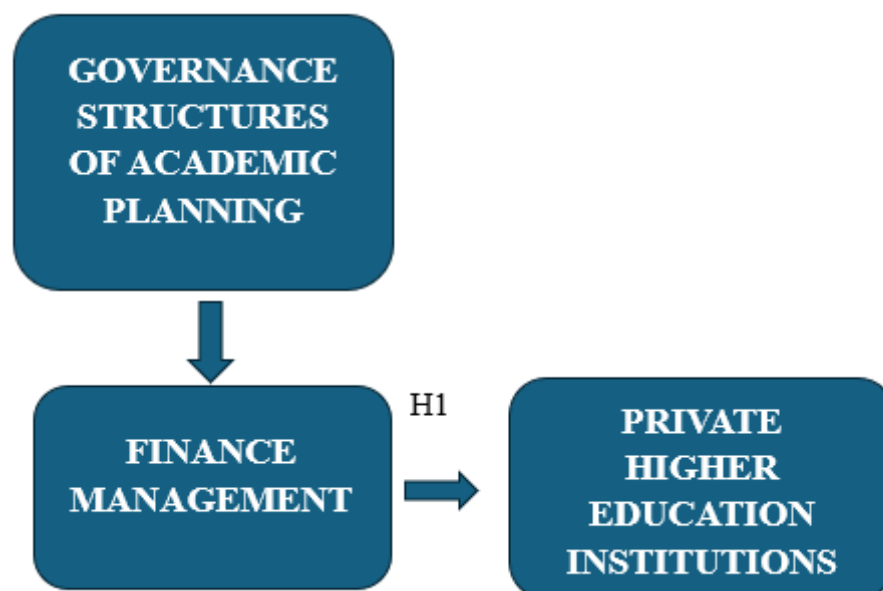 GOVERNANCE
STRUCTURES
OF ACADEMIC
PLANNING
H1
FINANCE
MANAGEMENT
PRIVATE
HIGHER
EDUCATION
INSTITUTIONS